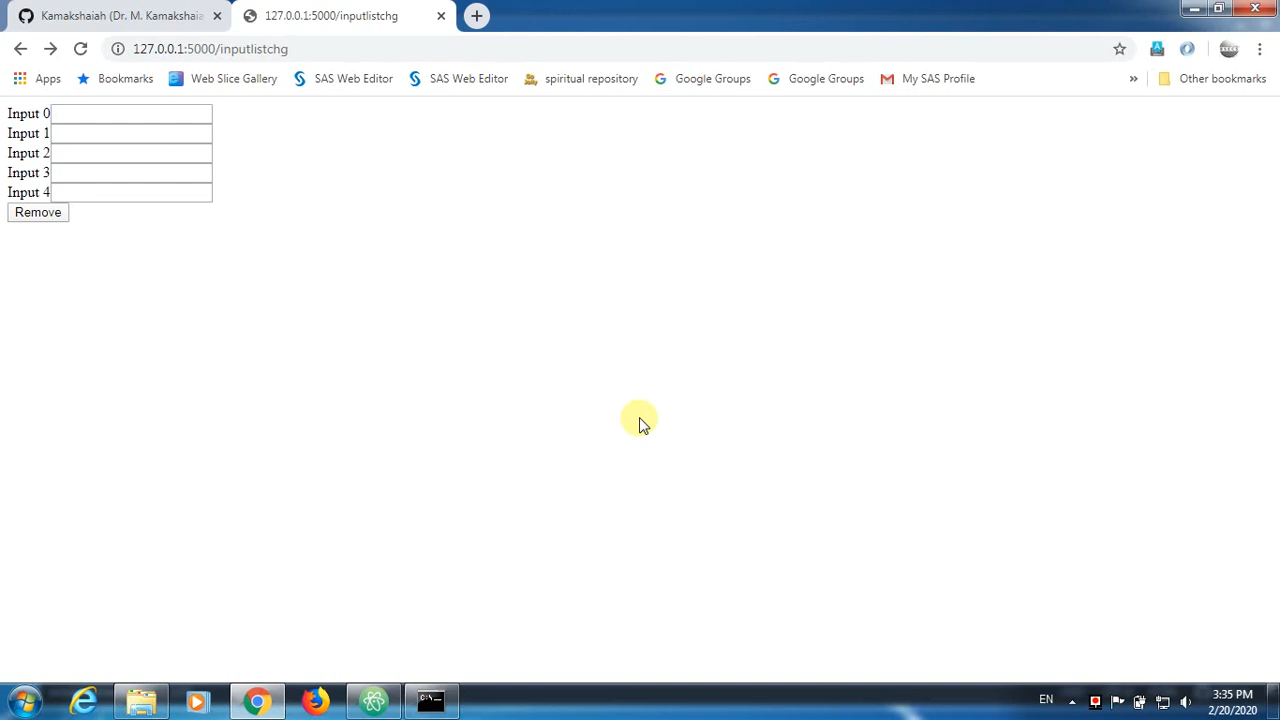 Kamakshaiah (Dr. M. Kamakshaia
127.0.0.1:5000/inputlistchg
127.0.0.1:5000/inputlistchg
Apps Bookmarks Web Slice Gallery SAS Web Editor SAS Web Editor spiritual repository Google Groups Google Groups My SAS Profile » Other bookmarks
Input 0
Input 1
Input 2
Input 3
Input 4
Remove
EN
3:35 PM
2/20/2020